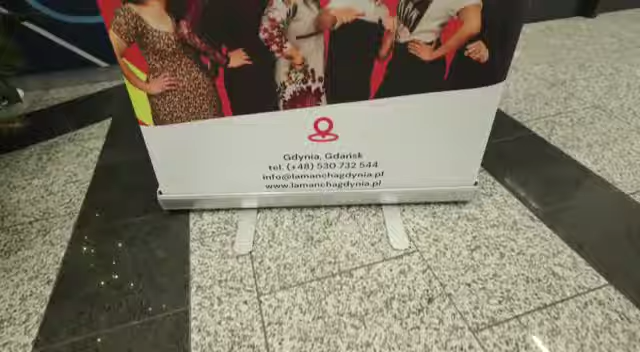 Gdynia, Gdańsk
tel. (+48) 530 732 544
info@lamanchagdynia.pl
www.lamanchagdynia.pl